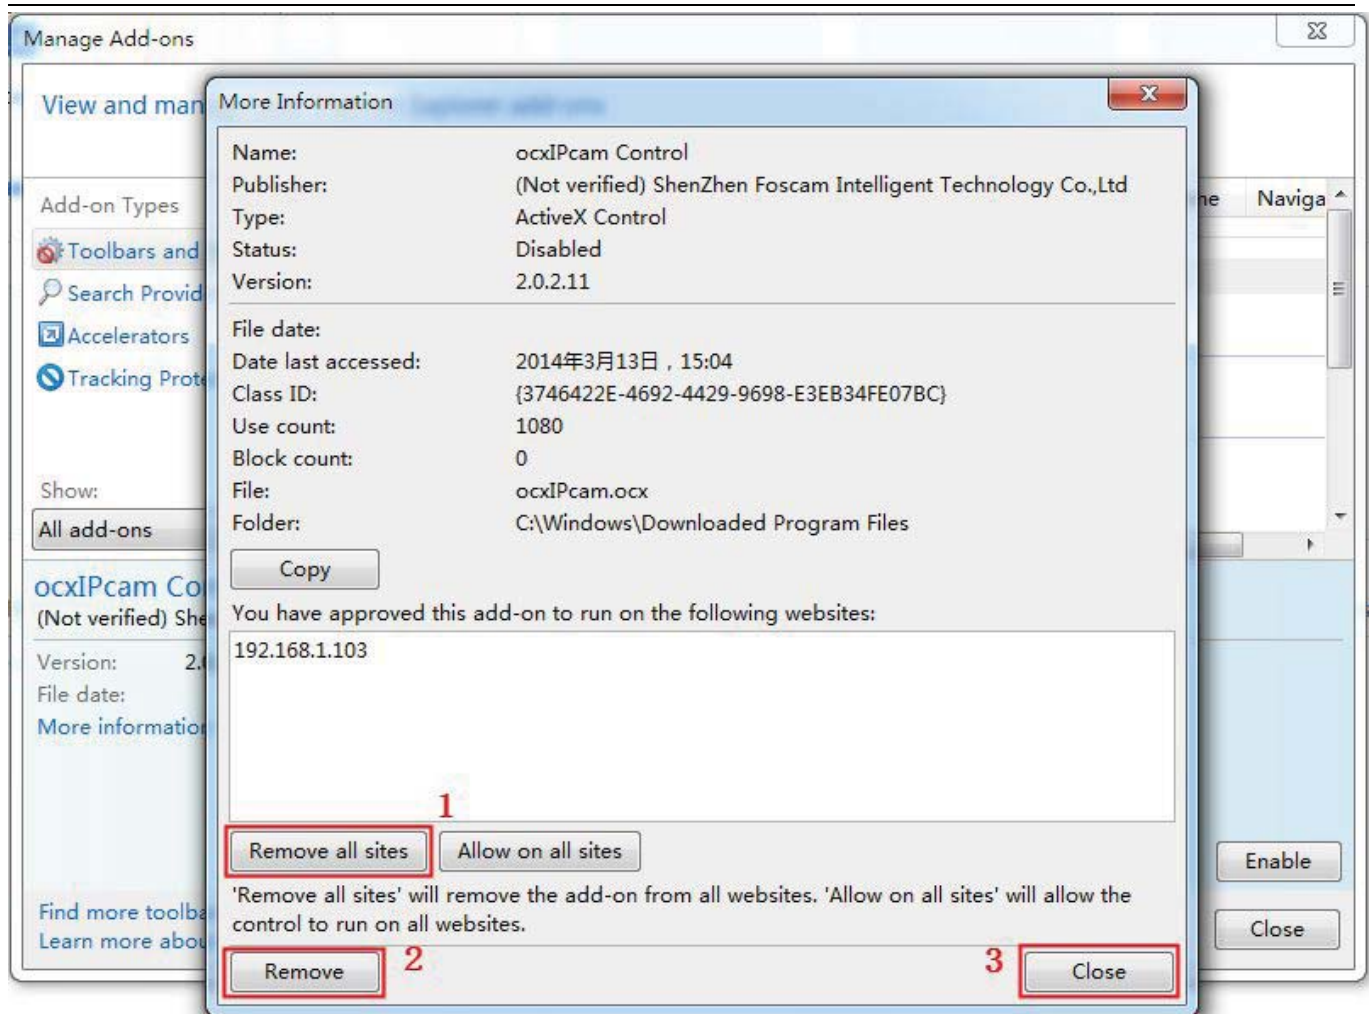 Manage Add-ons
View and man
More Information
Name: ocxIPcam Control
Publisher: (Not verified) ShenZhen Foscam Intelligent Technology Co.,Ltd
Type: ActiveX Control
Status: Disabled
Version: 2.0.2.11
File date:
Date last accessed: 2014年3月13日 , 15:04
Class ID: {3746422E-4692-4429-9698-E3EB34FE07BC}
Use count: 1080
Block count: 0
File: ocxIPcam.ocx
Folder: C:\Windows\Downloaded Program Files
Copy
You have approved this add-on to run on the following websites:
192.168.1.103
1
Remove all sites Allow on all sites
'Remove all sites' will remove the add-on from all websites. 'Allow on all sites' will allow the
control to run on all websites.
Remove 2 3 Close
Add-on Types
Toolbars and
Search Provid
Accelerators
Tracking Prote
Show:
All add-ons
ocxIPcam Co
(Not verified) She
Version: 2.0
File date:
More information
Find more toolba
Learn more abou
ne Naviga
Enable
Close